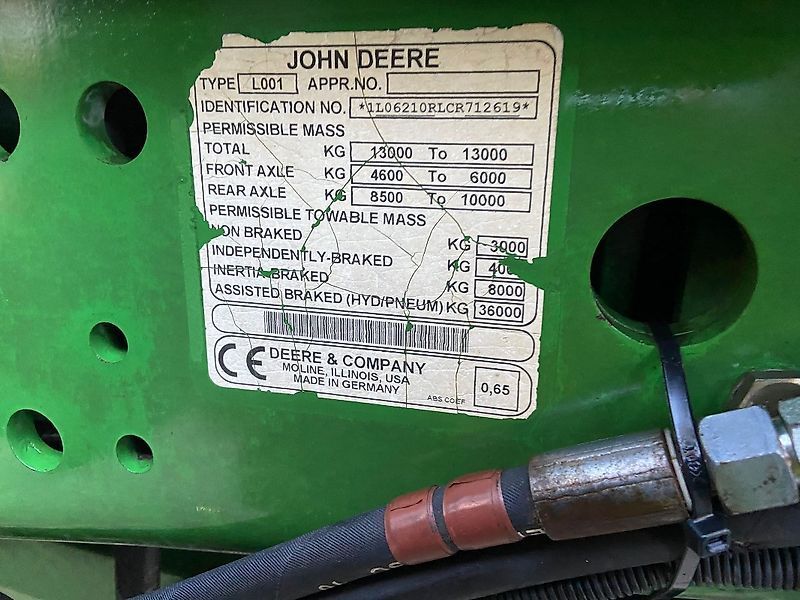 JOHN DEERE
TYPE L001 APPR.NO.
IDENTIFICATION NO. *1L06210RLCR712619*
PERMISSIBLE MASS
TOTAL KG 13000 To 13000
FRONT AXLE KG 4600 To 6000
REAR AXLE KG 8500 To 10000
PERMISSIBLE TOWABLE MASS
NON BRAKED KG 3000
INDEPENDENTLY-BRAKED KG
INERTIA-BRAKED KG 8000
ASSISTED BRAKED (HYD/PNEUM) KG 36000
CE DEERE & COMPANY
MOLINE, ILLINOIS, USA
MADE IN GERMANY
ABS COEF. 0,65